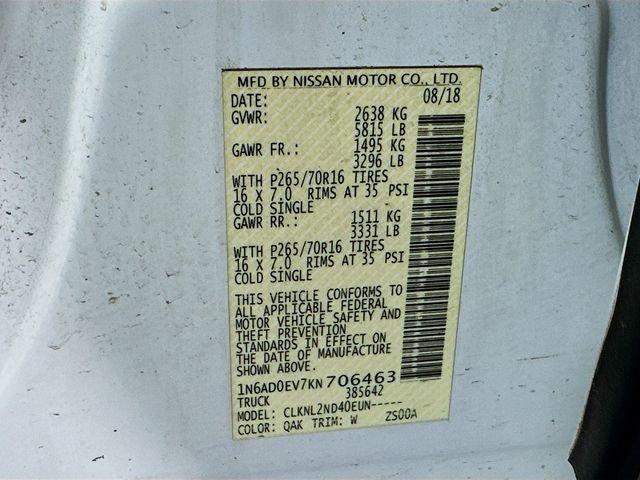 MFD BY NISSAN MOTOR CO., LTD.
DATE: 08/18
GVWR: 2638 KG
5815 LB
GAWR FR.: 1495 KG
3296 LB
WITH P265/70R16 TIRES
16 X 7.0 RIMS AT 35 PSI
COLD SINGLE
GAWR RR.: 1511 KG
3331 LB
WITH P265/70R16 TIRES
16 X 7.0 RIMS AT 35 PSI
COLD SINGLE
THIS VEHICLE CONFORMS TO
ALL APPLICABLE FEDERAL
MOTOR VEHICLE SAFETY AND
THEFT PREVENTION
STANDARDS IN EFFECT ON
THE DATE OF MANUFACTURE
SHOWN ABOVE.
1N6AD0EV7KN706463
TRUCK 385642
MODEL: CLKNL2ND40EUN-----
COLOR: QAK TRIM: W ZS00A